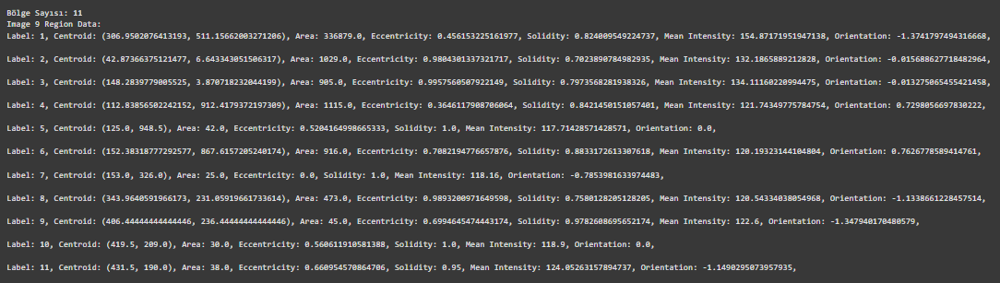 Bölge Sayısı: 11
Image 9 Region Data:
Label: 1, Centroid: (306.9502076413193, 511.15662003271206), Area: 336879.0, Eccentricity: 0.456153225161977, Solidity: 0.824009549224737, Mean Intensity: 154.87171951947138, Orientation: -1.3741797494316668,
Label: 2, Centroid: (42.87366375121477, 6.643343051506317), Area: 1029.0, Eccentricity: 0.9804301337321717, Solidity: 0.7023890784982935, Mean Intensity: 132.1865889212828, Orientation: -0.015688627718482964,
Label: 3, Centroid: (148.2839779005525, 3.870718232044199), Area: 905.0, Eccentricity: 0.9957560507922149, Solidity: 0.7973568281938326, Mean Intensity: 134.11160220994475, Orientation: -0.013275065455421458,
Label: 4, Centroid: (112.83856502242152, 912.4179372197309), Area: 1115.0, Eccentricity: 0.3646117908706064, Solidity: 0.8421450151057401, Mean Intensity: 121.74349775784754, Orientation: 0.7298056697830222,
Label: 5, Centroid: (125.0, 948.5), Area: 42.0, Eccentricity: 0.5204164998665333, Solidity: 1.0, Mean Intensity: 117.71428571428571, Orientation: 0.0,
Label: 6, Centroid: (152.38318777292577, 867.6157205240174), Area: 916.0, Eccentricity: 0.7082194776657876, Solidity: 0.8833172613307618, Mean Intensity: 120.19323144104804, Orientation: 0.7626778589414761,
Label: 7, Centroid: (153.0, 326.0), Area: 25.0, Eccentricity: 0.0, Solidity: 1.0, Mean Intensity: 118.16, Orientation: -0.7853981633974483,
Label: 8, Centroid: (343.9640591966173, 231.05919661733614), Area: 473.0, Eccentricity: 0.9893200971649598, Solidity: 0.7580128205128205, Mean Intensity: 120.54334038054968, Orientation: -1.1338661228457514,
Label: 9, Centroid: (406.44444444444446, 236.44444444444446), Area: 45.0, Eccentricity: 0.6994645474443174, Solidity: 0.9782608695652174, Mean Intensity: 122.6, Orientation: -1.347940170480579,
Label: 10, Centroid: (419.5, 209.0), Area: 30.0, Eccentricity: 0.560611910581388, Solidity: 1.0, Mean Intensity: 118.9, Orientation: 0.0,
Label: 11, Centroid: (431.5, 190.0), Area: 38.0, Eccentricity: 0.660954570864706, Solidity: 0.95, Mean Intensity: 124.05263157894737, Orientation: -1.1490295073957935,